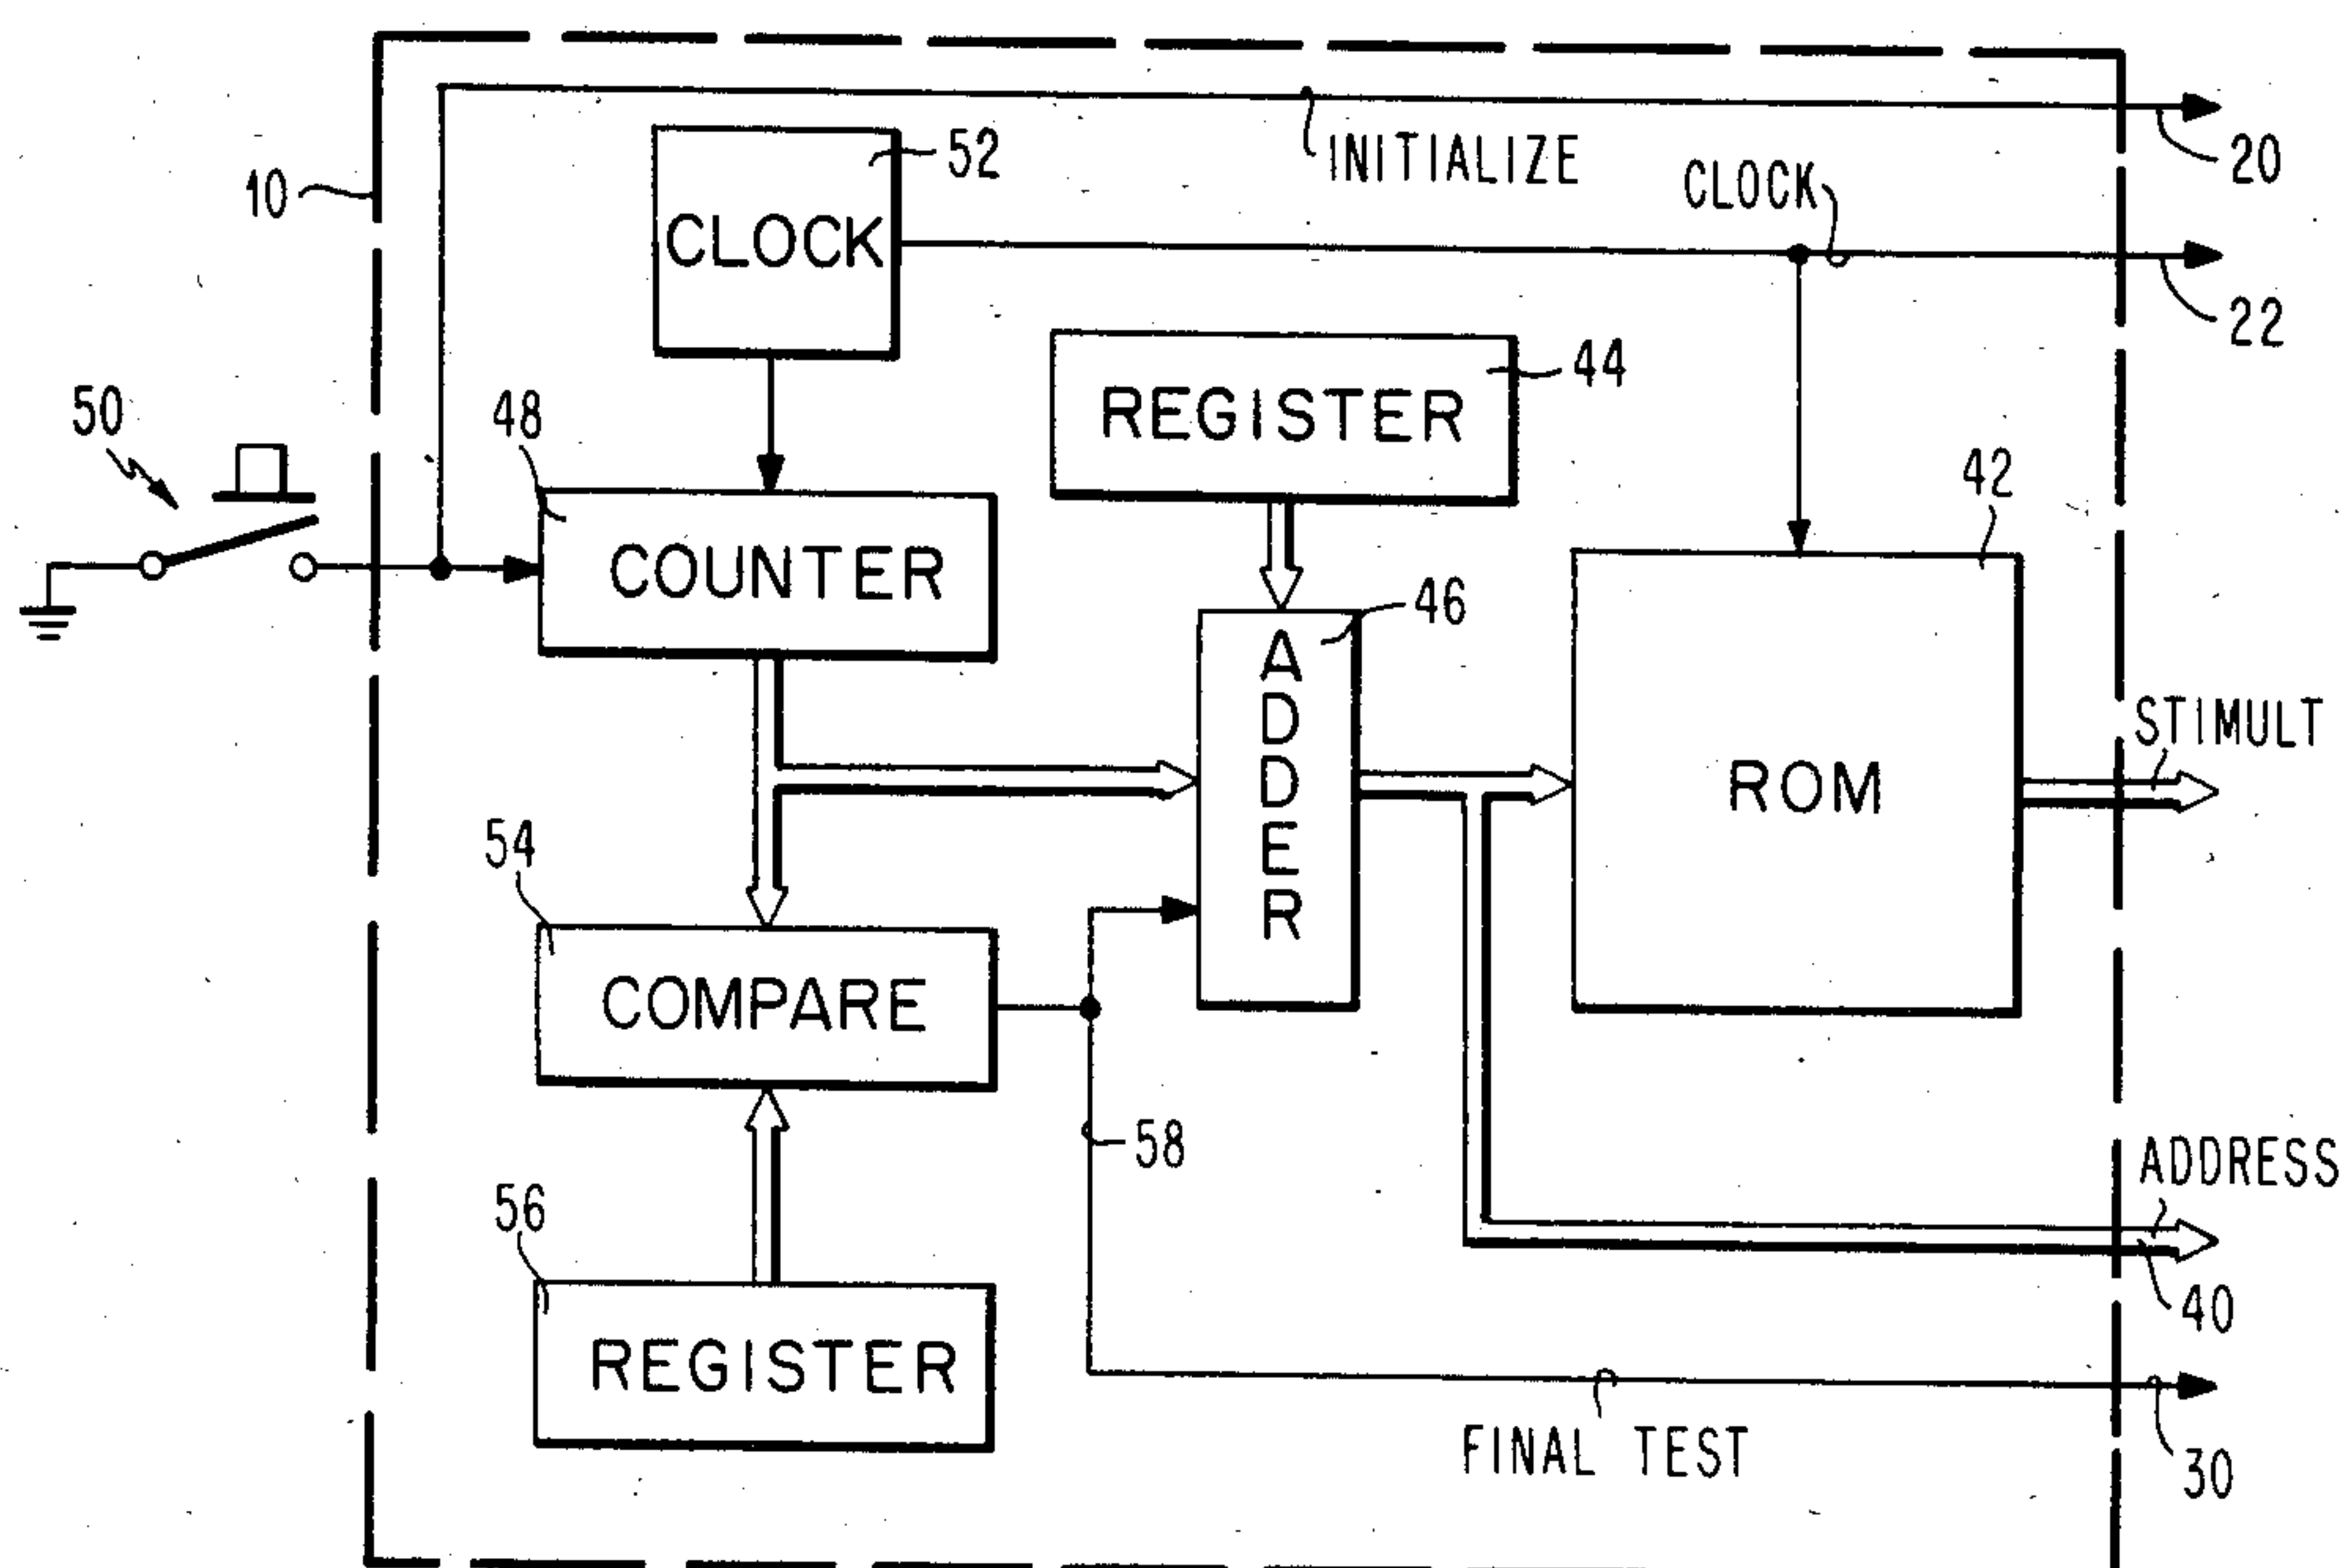 INITIALIZE
20
52
CLOCK
10
CLOCK
22
44
REGISTER
50
48
42
COUNTER
46
ADDER
STIMULT
ROM
54
COMPARE
58
ADDRESS
56
40
REGISTER
FINAL TEST
30